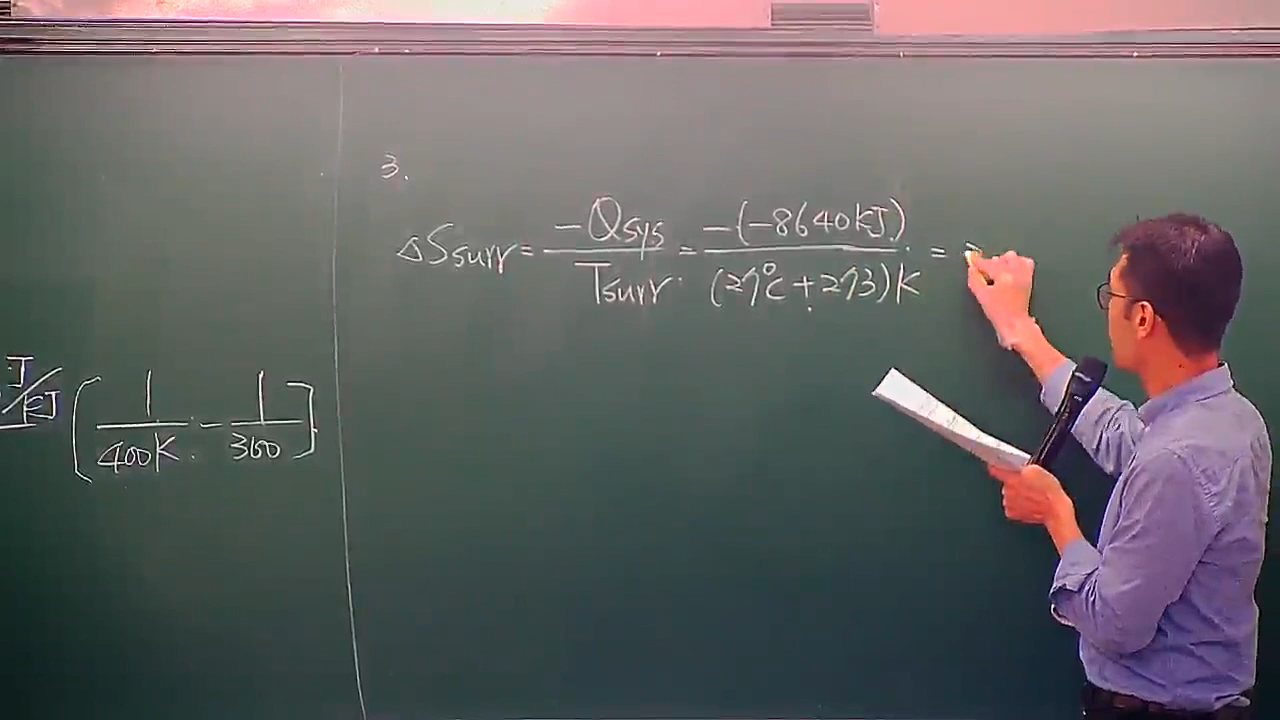 3.
ΔSsurr = -Qsys / Tsurr = -(-8640kJ) / (27°C+273)K =
J/kJ [ 1/400K - 1/360 ]